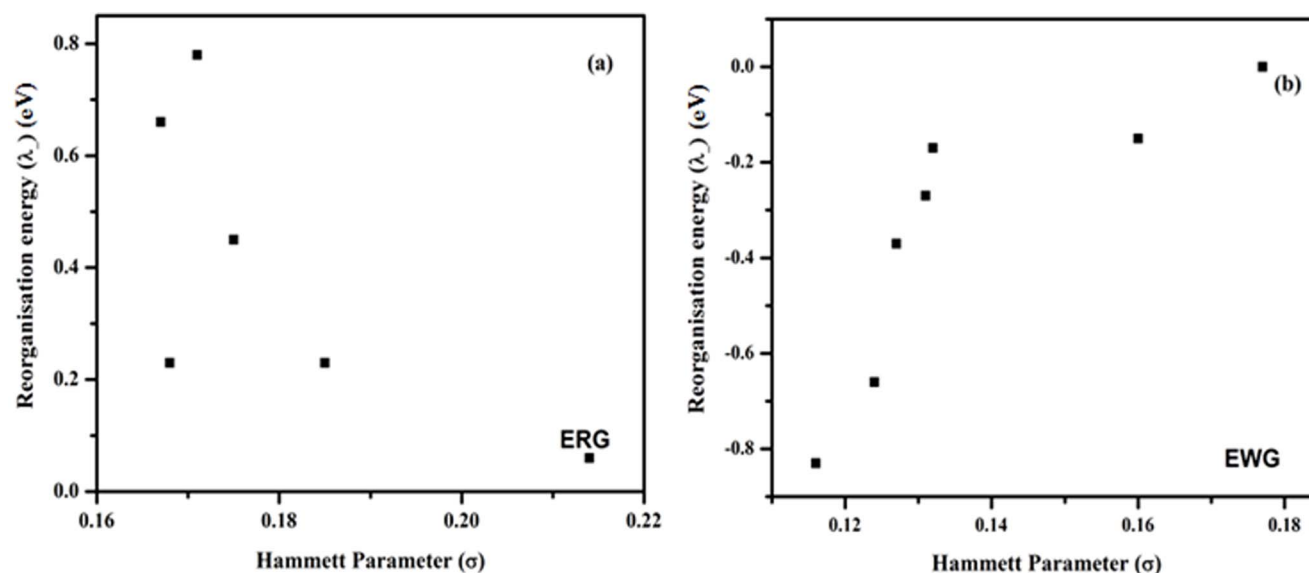 (a)
Reorganisation energy (λ_) (eV)
0.8
0.6
0.4
0.2
0.0
ERG
0.16
0.18
0.20
0.22
Hammett Parameter (σ)
(b)
Reorganisation energy (λ_) (eV)
0.0
-0.2
-0.4
-0.6
-0.8
EWG
0.12
0.14
0.16
0.18
Hammett Parameter (σ)